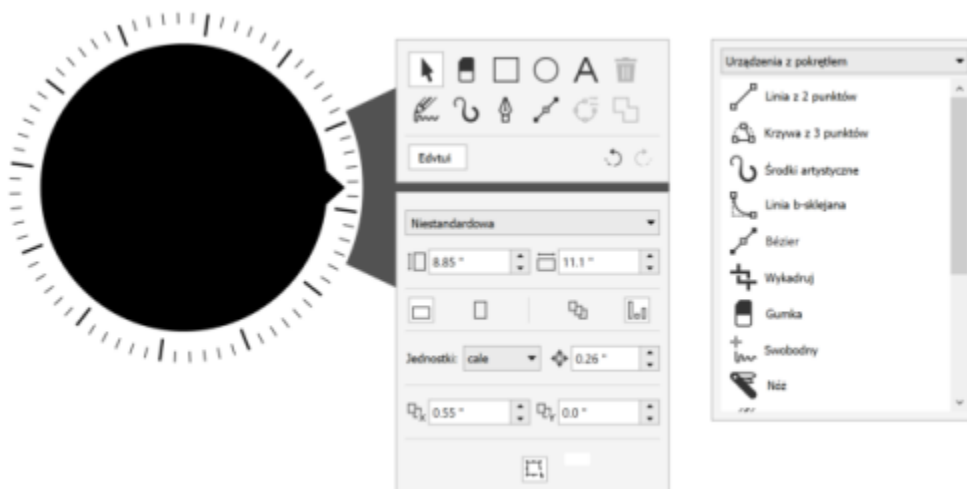 A
Edytuj
Niestandardowa
8.85 "
11.1 "
Jednostki: cale
0.26 "
0.55 "
0.0 "
Urządzenia z pokrętłem
Linia z 2 punktów
Krzywa z 3 punktów
Środki artystyczne
Linia b-sklejana
Bézier
Wykadruj
Gumka
Swobodny
Nóż